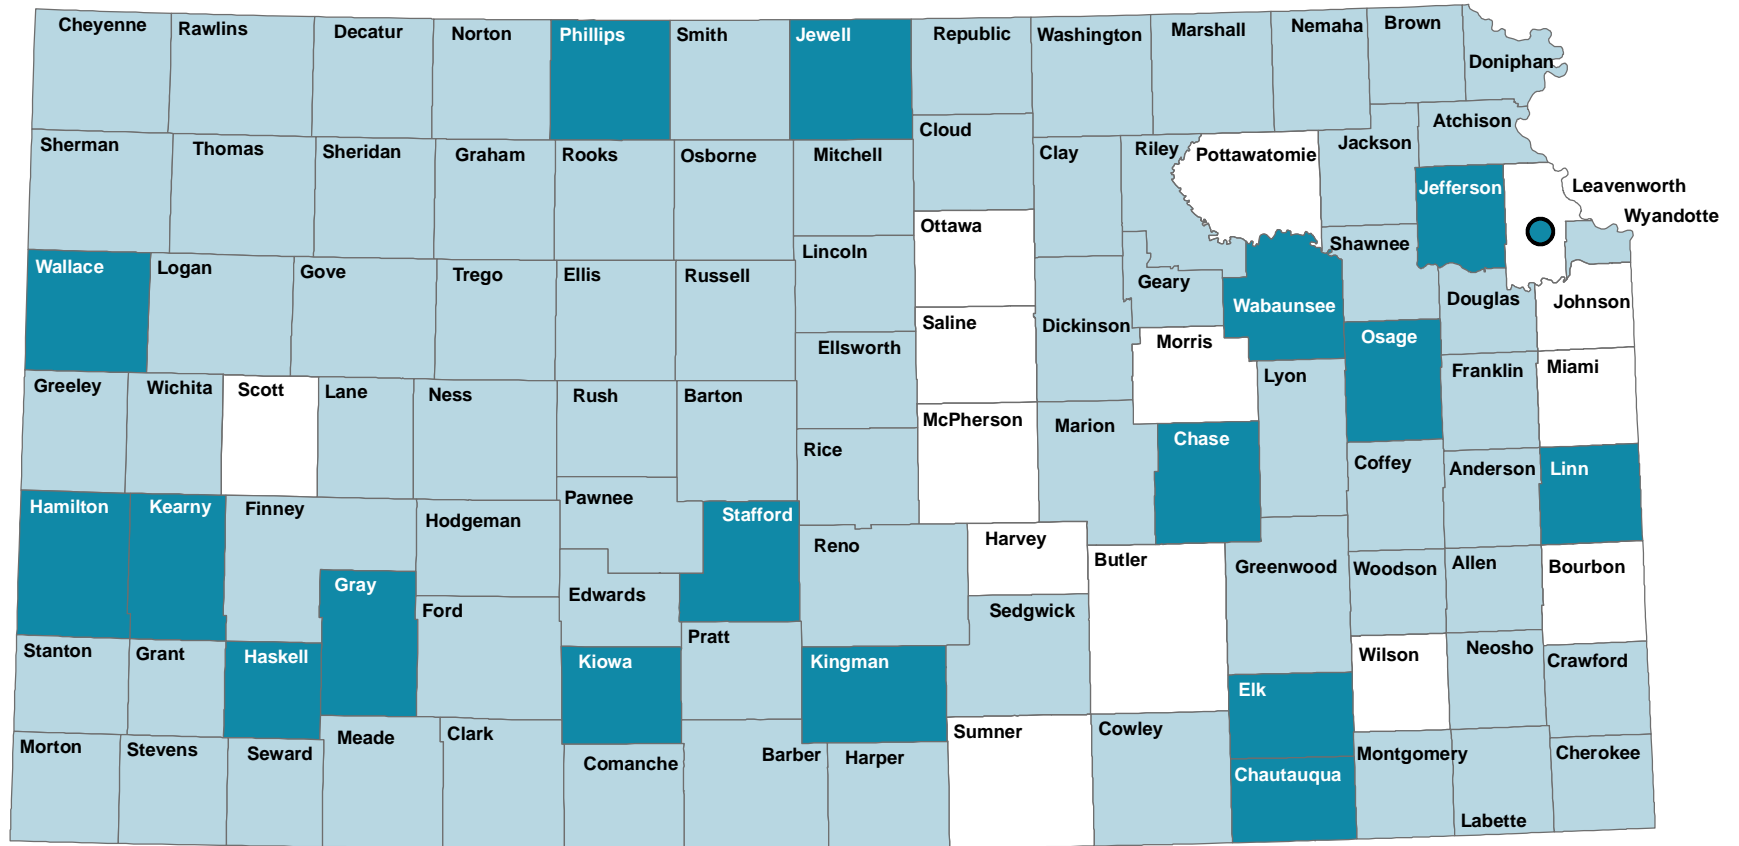 Cheyenne
Rawlins
Decatur
Norton
Phillips
Smith
Jewell
Republic
Washington
Marshall
Nemaha
Brown
Doniphan
Sherman
Thomas
Sheridan
Graham
Rooks
Osborne
Mitchell
Cloud
Clay
Riley
Pottawatomie
Jackson
Atchison
Jefferson
Leavenworth
Wyandotte
Ottawa
Lincoln
Shawnee
Wallace
Logan
Gove
Trego
Ellis
Russell
Geary
Wabaunsee
Douglas
Johnson
Saline
Dickinson
Ellsworth
Morris
Osage
Greeley
Wichita
Scott
Lane
Ness
Rush
Barton
Lyon
Franklin
Miami
McPherson
Marion
Chase
Rice
Coffey
Anderson
Linn
Hamilton
Kearny
Finney
Hodgeman
Pawnee
Stafford
Reno
Harvey
Butler
Greenwood
Woodson
Allen
Bourbon
Gray
Ford
Edwards
Sedgwick
Stanton
Grant
Haskell
Kiowa
Pratt
Kingman
Elk
Wilson
Neosho
Crawford
Morton
Stevens
Seward
Meade
Clark
Comanche
Barber
Harper
Sumner
Cowley
Chautauqua
Montgomery
Labette
Cherokee